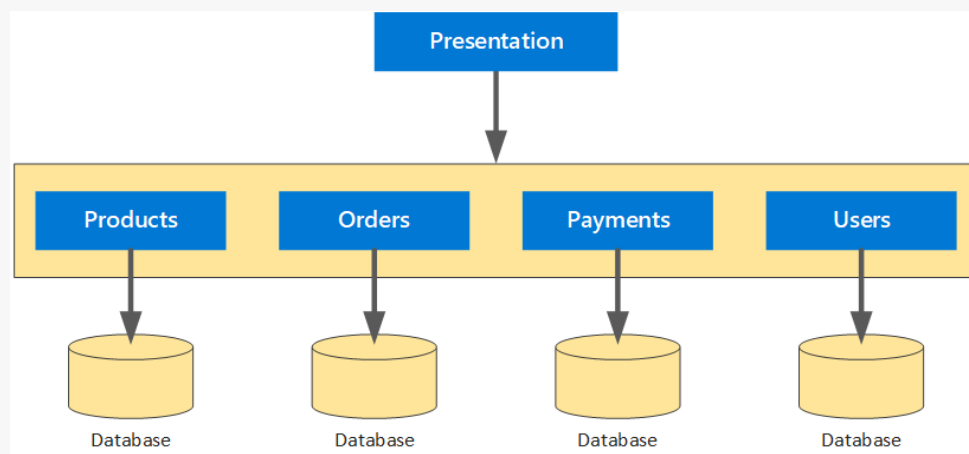 Presentation
Products
Orders
Payments
Users
Database
Database
Database
Database